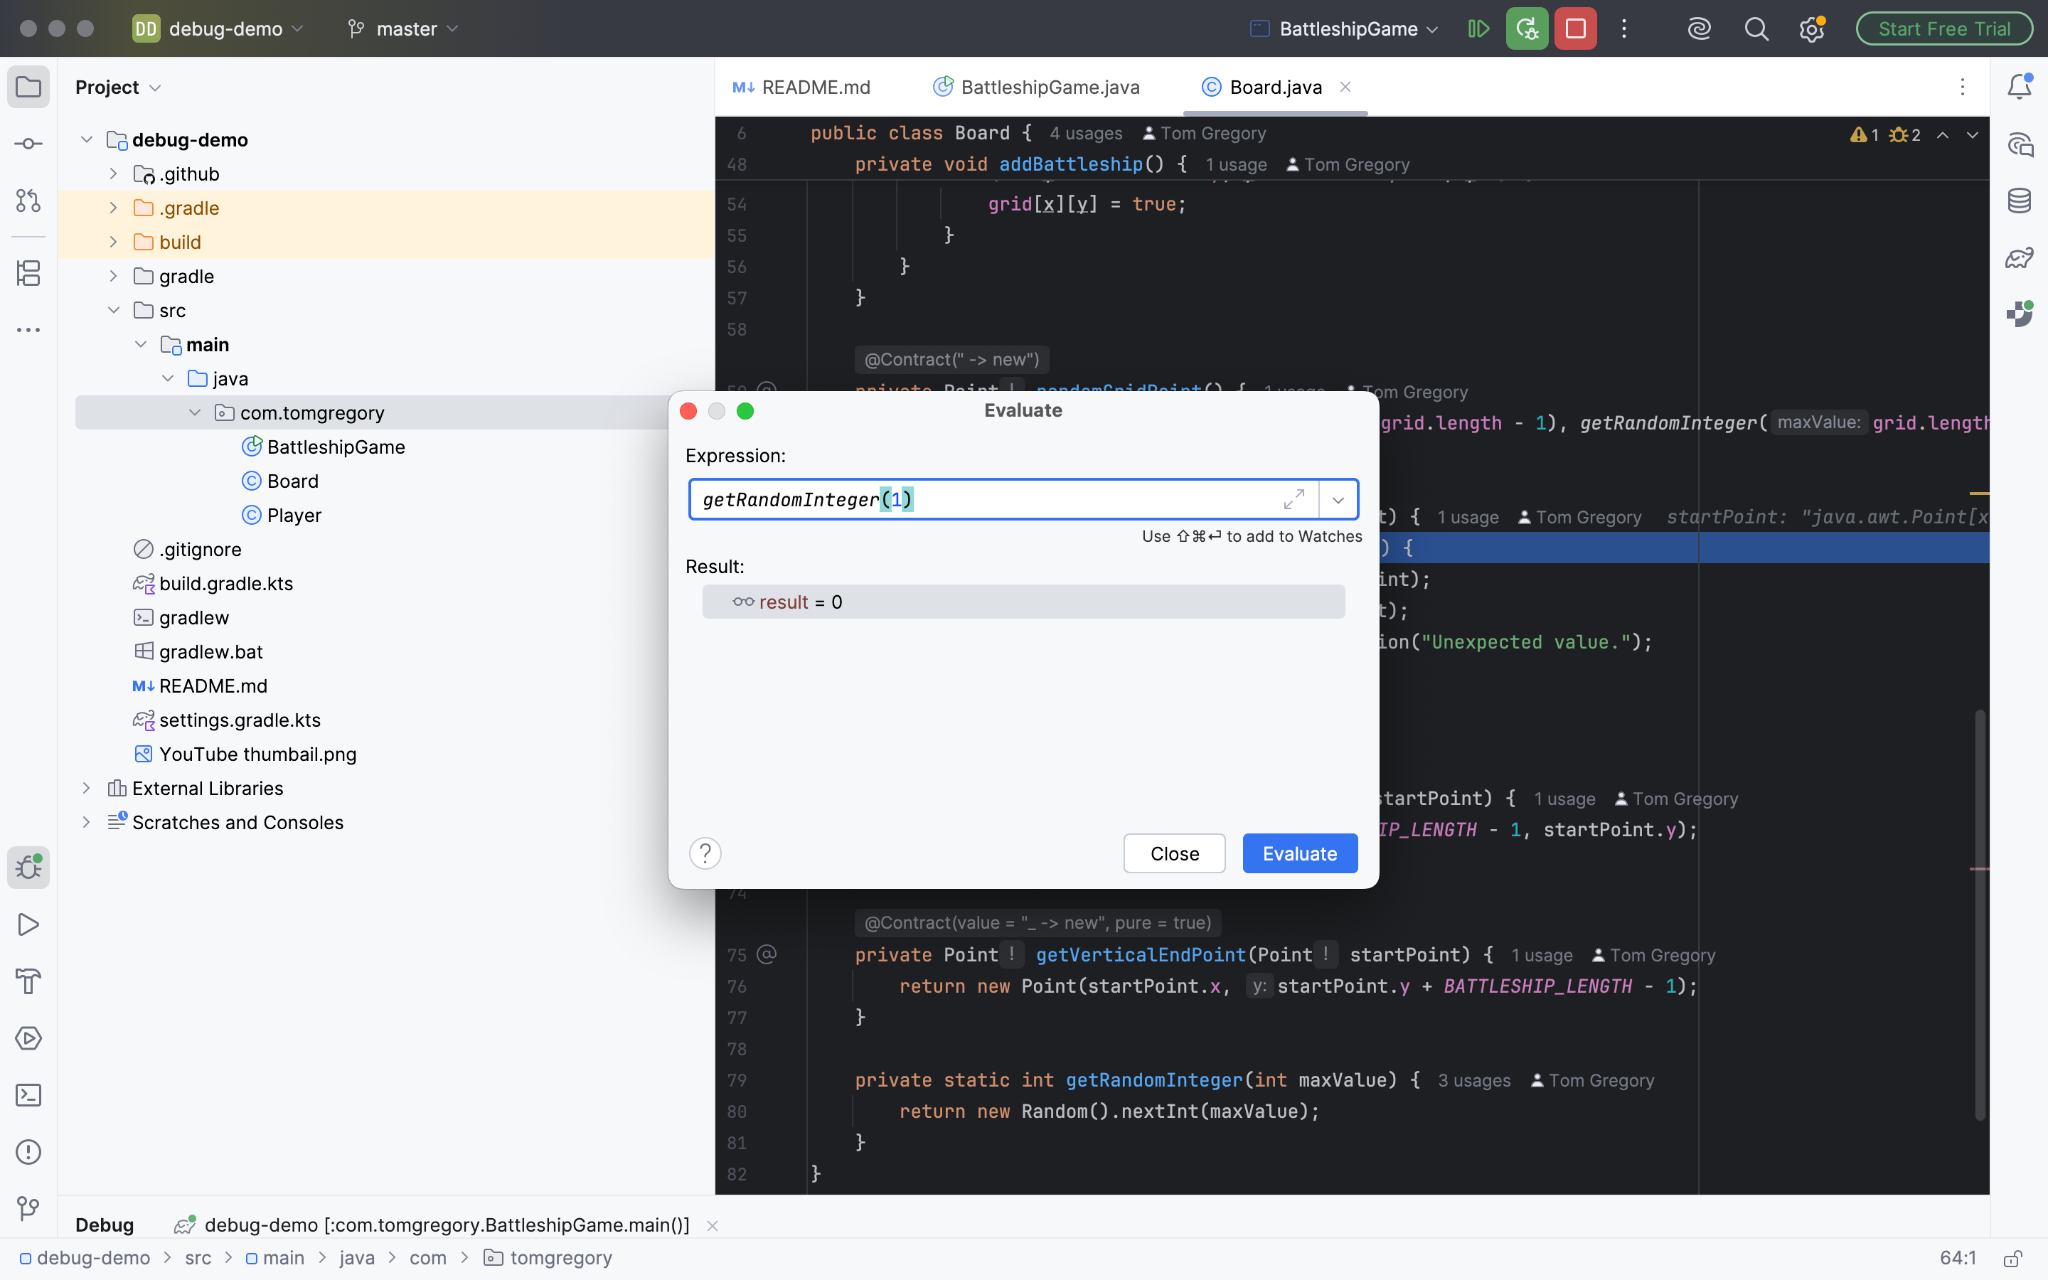 DD debug-demo master BattleshipGame Start Free Trial
Project
debug-demo
.github
.gradle
build
gradle
src
main
java
com.tomgregory
BattleshipGame
Board
Player
.gitignore
build.gradle.kts
gradlew
gradlew.bat
README.md
settings.gradle.kts
YouTube thumbail.png
External Libraries
Scratches and Consoles
README.md BattleshipGame.java Board.java
6 public class Board { 4 usages Tom Gregory 1 2
48 private void addBattleship() { 1 usage Tom Gregory
54 grid[x][y] = true;
55 }
56 }
57 }
58
@Contract(" -> new")
Tom Gregory
grid.length - 1), getRandomInteger( maxValue: grid.length
t) { 1 usage Tom Gregory startPoint: "java.awt.Point[x
) {
int);
t);
ion("Unexpected value.");
startPoint) { 1 usage Tom Gregory
IP_LENGTH - 1, startPoint.y);
74
@Contract(value = "_ -> new", pure = true)
75 private Point ! getVerticalEndPoint(Point ! startPoint) { 1 usage Tom Gregory
76 return new Point(startPoint.x, y: startPoint.y + BATTLESHIP_LENGTH - 1);
77 }
78
79 private static int getRandomInteger(int maxValue) { 3 usages Tom Gregory
80 return new Random().nextInt(maxValue);
81 }
82 }
Evaluate
Expression:
getRandomInteger(1)
Use ⇧⌘↵ to add to Watches
Result:
result = 0
? Close Evaluate
Debug debug-demo [:com.tomgregory.BattleshipGame.main()]
debug-demo > src > main > java > com > tomgregory 64:1